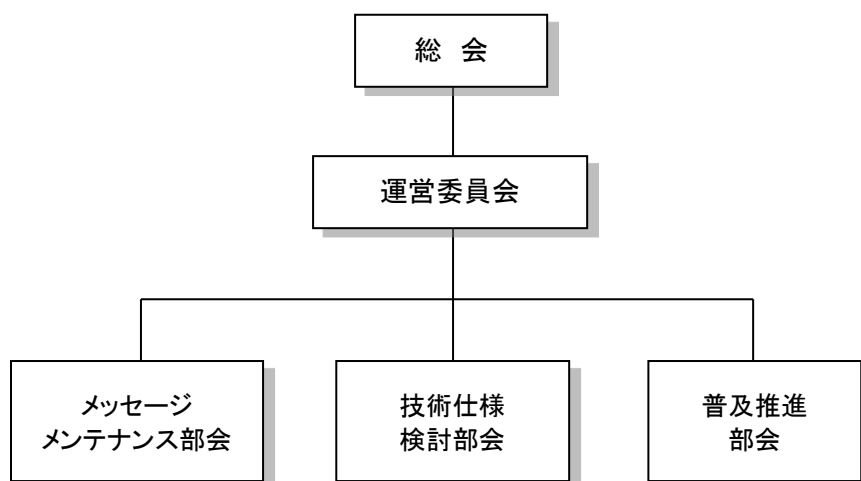 総 会
運営委員会
メッセージ
メンテナンス部会
技術仕様
検討部会
普及推進
部会